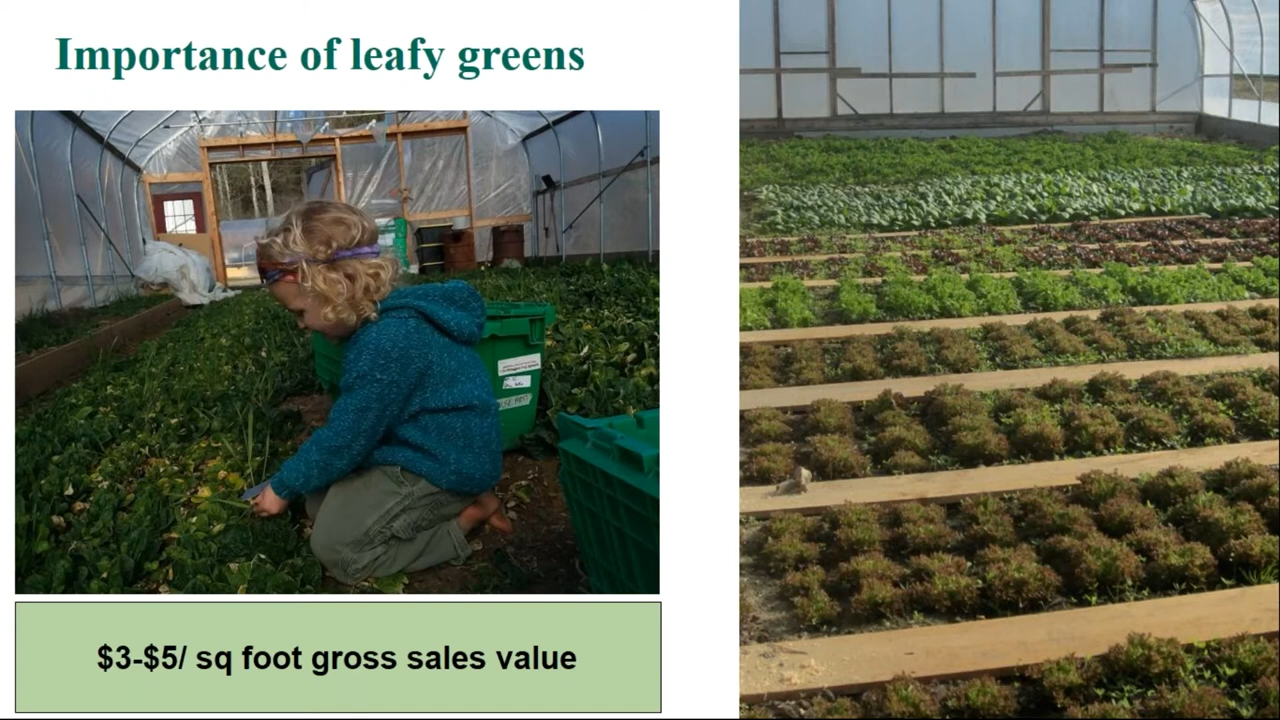 Importance of leafy greens
$3-$5/ sq foot gross sales value